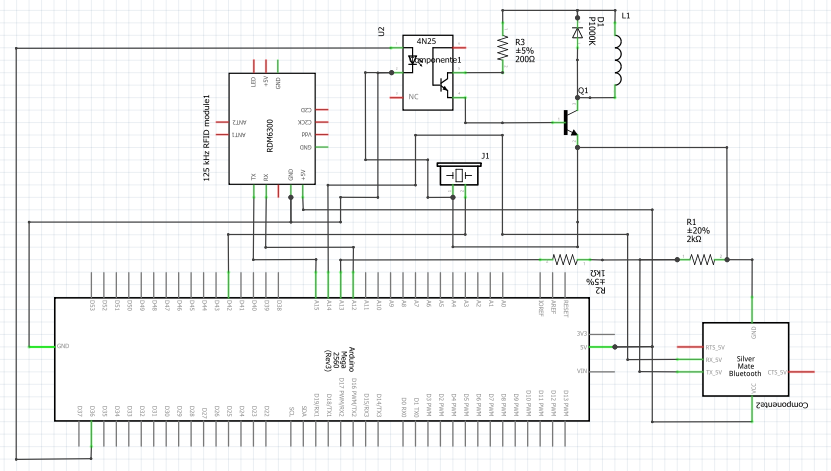 U2
4N25
Componente1
NC
R3
±5%
200Ω
D1
P1000K
L1
Q1
LED
+5V
GND
125 kHz RFID module1
RDM6300
ANT2
ANT1
GND
TX
RX
GND
+5V
J1
R1
±20%
2kΩ
R2
±5%
1kΩ
D53
D52
D51
D50
D49
D48
D47
D46
D45
D44
D43
D42
D41
D40
D39
D38
A15
A14
A13
A12
A11
A10
A9
A8
A7
A6
A5
A4
A3
A2
A1
A0
AREF
RESET
GND
Arduino
Mega
2560
(Rev3)
3V3
5V
VIN
D37
D36
D35
D34
D33
D32
D31
D30
D29
D28
D27
D26
D25
D24
D23
D22
SCL
SDA
D19/RX1
D18/TX1
D17 PWM/RX2
D16 PWM/TX2
D15/RX3
D14/TX3
D0 RX0
D1 TX0
D3 PWM
D2 PWM
D4 PWM
D5 PWM
D6 PWM
D7 PWM
D8 PWM
D9 PWM
D10 PWM
D11 PWM
D12 PWM
D13 PWM
GND
RTS_5V
RX_5V
TX_5V
Silver
Mate
Bluetooth
CTS_5V
VCC
Componente2